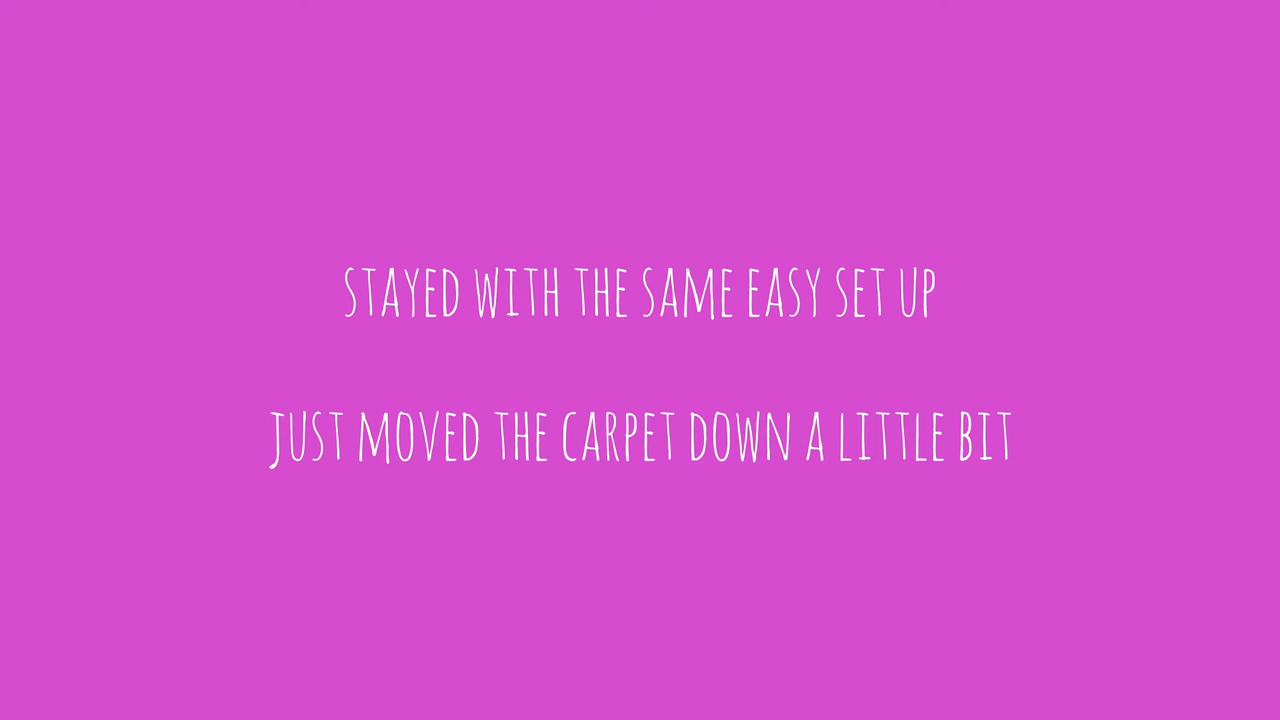 STAYED WITH THE SAME EASY SET UP
JUST MOVED THE CARPET DOWN A LITTLE BIT